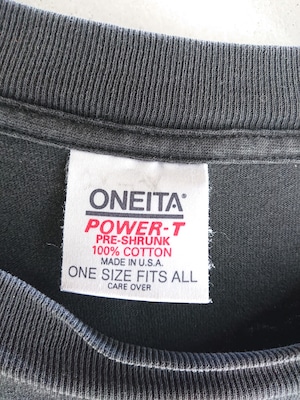 ONEITA®
POWER-T
PRE-SHRUNK
100% COTTON
MADE IN U.S.A.
ONE SIZE FITS ALL
CARE OVER